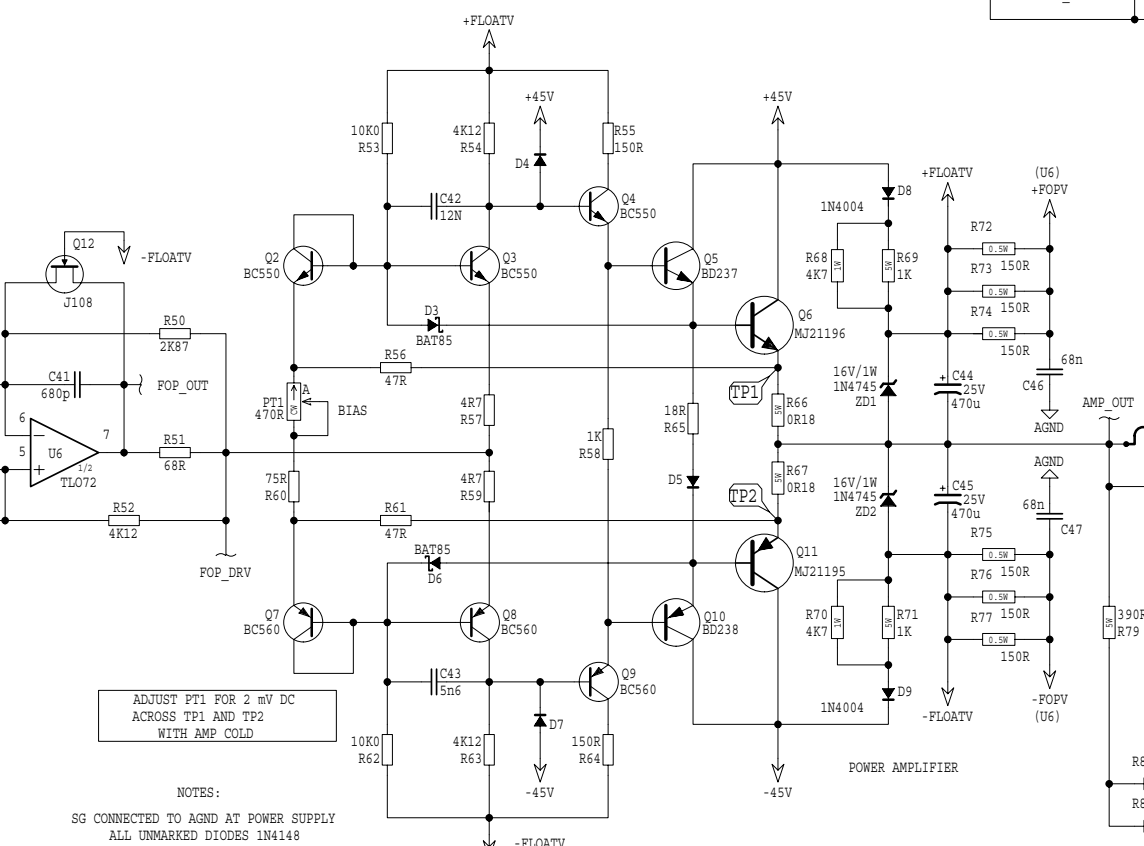 +FLOATV
+45V
+45V
10K0
R53
4K12
R54
R55
150R
D4
C42
12N
Q4
BC550
+FLOATV
(U6)
+FOPV
D8
1N4004
Q12
-FLOATV
J108
Q2
BC550
Q3
BC550
Q5
BD237
R68
4K7
1W
5W
R69
1K
R72
0.5W
150R
R73
0.5W
150R
R74
0.5W
150R
R50
2K87
D3
BAT85
Q6
MJ21196
C41
680p
FOP_OUT
R56
47R
A
PT1
470R
CW
BIAS
4R7
R57
18R
R65
TP1
5W
R66
0R18
16V/1W
1N4745
ZD1
+
C44
25V
470u
68n
C46
AGND
AMP_OUT
6
5
7
U6
1/2
TL072
R51
68R
1K
R58
75R
R60
4R7
R59
D5
TP2
5W
R67
0R18
16V/1W
1N4745
ZD2
+
C45
25V
470u
AGND
68n
C47
R52
4K12
R61
47R
FOP_DRV
BAT85
D6
Q11
MJ21195
R75
0.5W
150R
R76
0.5W
150R
R77
0.5W
150R
Q7
BC560
Q8
BC560
Q10
BD238
R70
4K7
1W
5W
R71
1K
5W
390R
R79
C43
5n6
Q9
BC560
D7
D9
1N4004
-FLOATV
-FOPV
(U6)
ADJUST PT1 FOR 2 mV DC
ACROSS TP1 AND TP2
WITH AMP COLD
10K0
R62
4K12
R63
150R
R64
-45V
-45V
POWER AMPLIFIER
NOTES:
SG CONNECTED TO AGND AT POWER SUPPLY
ALL UNMARKED DIODES 1N4148
-FLOATV
R8
R8